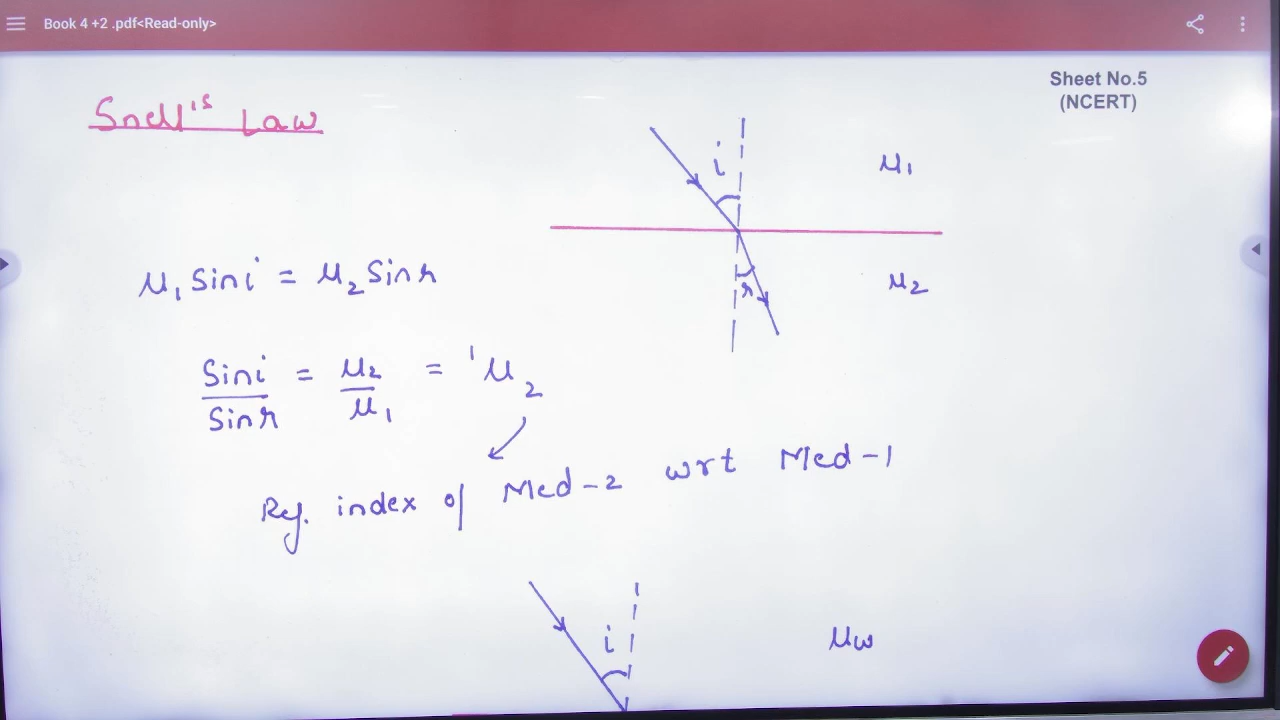 Book 4 +2 .pdf<Read-only>
Sheet No.5
(NCERT)
Snell's Law
i
μ1
μ1 Sin i = μ2 Sin r
μ2
r
Sin i / Sin r = μ2 / μ1 = ¹μ2
Ref. index of Med-2 wrt Med-1
i
μw